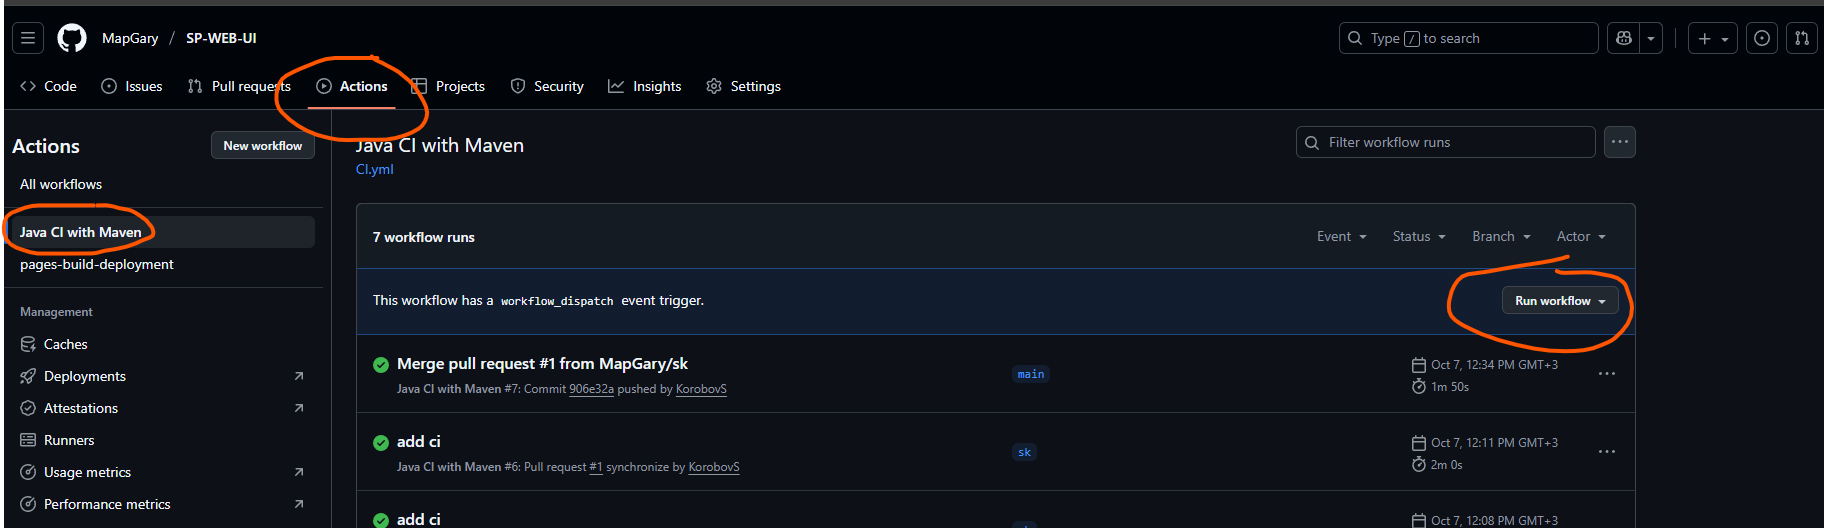 MapGary / SP-WEB-UI
Type / to search
Code Issues Pull requests Actions Projects Security Insights Settings
Actions
New workflow
All workflows
Java CI with Maven
pages-build-deployment
Management
Caches
Deployments
Attestations
Runners
Usage metrics
Performance metrics
Java CI with Maven
CI.yml
Filter workflow runs
7 workflow runs
Event Status Branch Actor
This workflow has a workflow_dispatch event trigger.
Run workflow
Merge pull request #1 from MapGary/sk
Java CI with Maven #7: Commit 906e32a pushed by KorobovS
main
Oct 7, 12:34 PM GMT+3
1m 50s
add ci
Java CI with Maven #6: Pull request #1 synchronize by KorobovS
sk
Oct 7, 12:11 PM GMT+3
2m 0s
add ci
Oct 7, 12:08 PM GMT+3